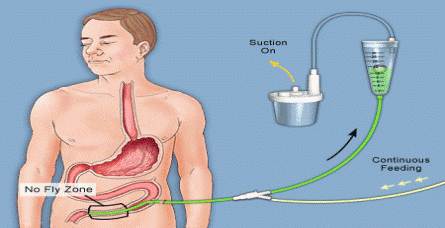 Suction
On
Continuous
Feeding
No Fly Zone